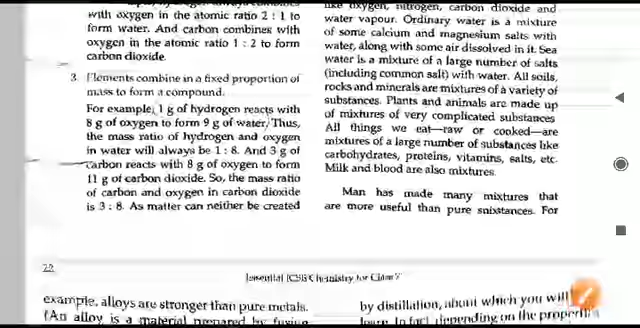 with oxygen in the atomic ratio 2 : 1 to
form water. And carbon combines with
oxygen in the atomic ratio 1 : 2 to form
carbon dioxide.
3. Elements combine in a fixed proportion of
mass to form a compound.
For example, 1 g of hydrogen reacts with
8 g of oxygen to form 9 g of water. Thus,
the mass ratio of hydrogen and oxygen
in water will always be 1 : 8. And 3 g of
carbon reacts with 8 g of oxygen to form
11 g of carbon dioxide. So, the mass ratio
of carbon and oxygen in carbon dioxide
is 3 : 8. As matter can neither be created
like oxygen, nitrogen, carbon dioxide and
water vapour. Ordinary water is a mixture
of some calcium and magnesium salts with
water, along with some air dissolved in it. Sea
water is a mixture of a large number of salts
(including common salt) with water. All soils,
rocks and minerals are mixtures of a variety of
substances. Plants and animals are made up
of mixtures of very complicated substances
All things we eat—raw or cooked—are
mixtures of a large number of substances like
carbohydrates, proteins, vitamins, salts, etc.
Milk and blood are also mixtures.
Man has made many mixtures that
are more useful than pure substances. For
22
Essential ICSE Chemistry for Class 7
example, alloys are stronger than pure metals.
(An alloy is a material prepared by fusing
by distillation, about which you will
learn. In fact, depending on the